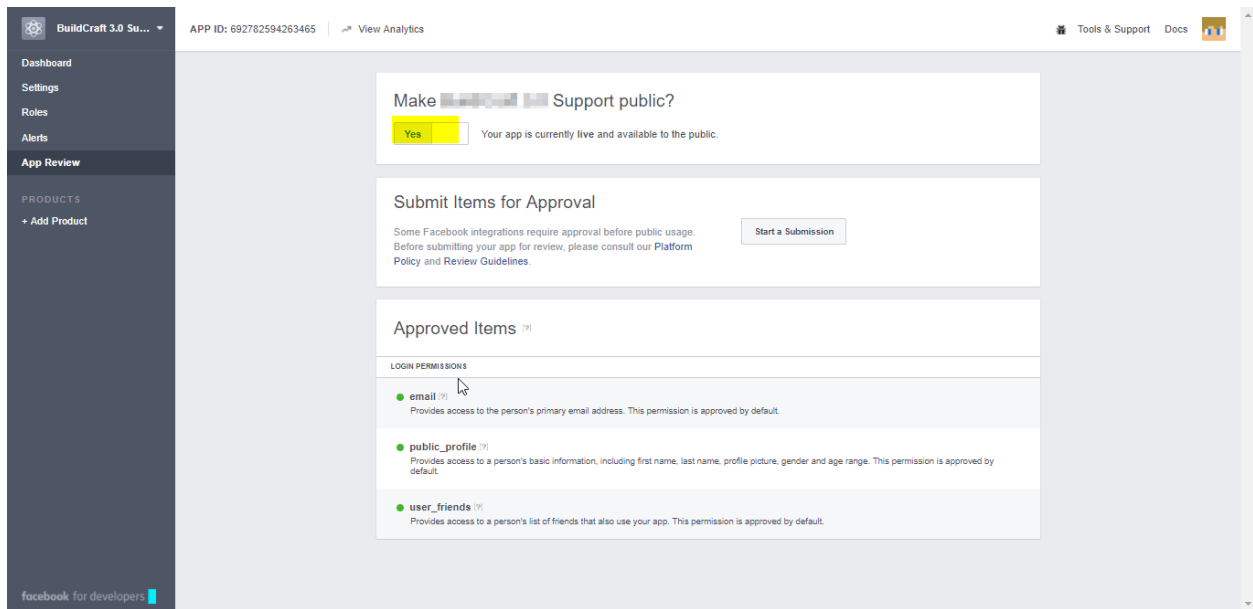 BuildCraft 3.0 Su...
APP ID: 692782594263465
View Analytics
Tools & Support
Docs
Dashboard
Settings
Roles
Alerts
App Review
PRODUCTS
+ Add Product
Make Support public?
Yes
Your app is currently live and available to the public.
Submit Items for Approval
Some Facebook integrations require approval before public usage.
Before submitting your app for review, please consult our Platform
Policy and Review Guidelines.
Start a Submission
Approved Items [?]
LOGIN PERMISSIONS
email [?]
Provides access to the person's primary email address. This permission is approved by default.
public_profile [?]
Provides access to a person's basic information, including first name, last name, profile picture, gender and age range. This permission is approved by
default.
user_friends [?]
Provides access to a person's list of friends that also use your app. This permission is approved by default.
facebook for developers